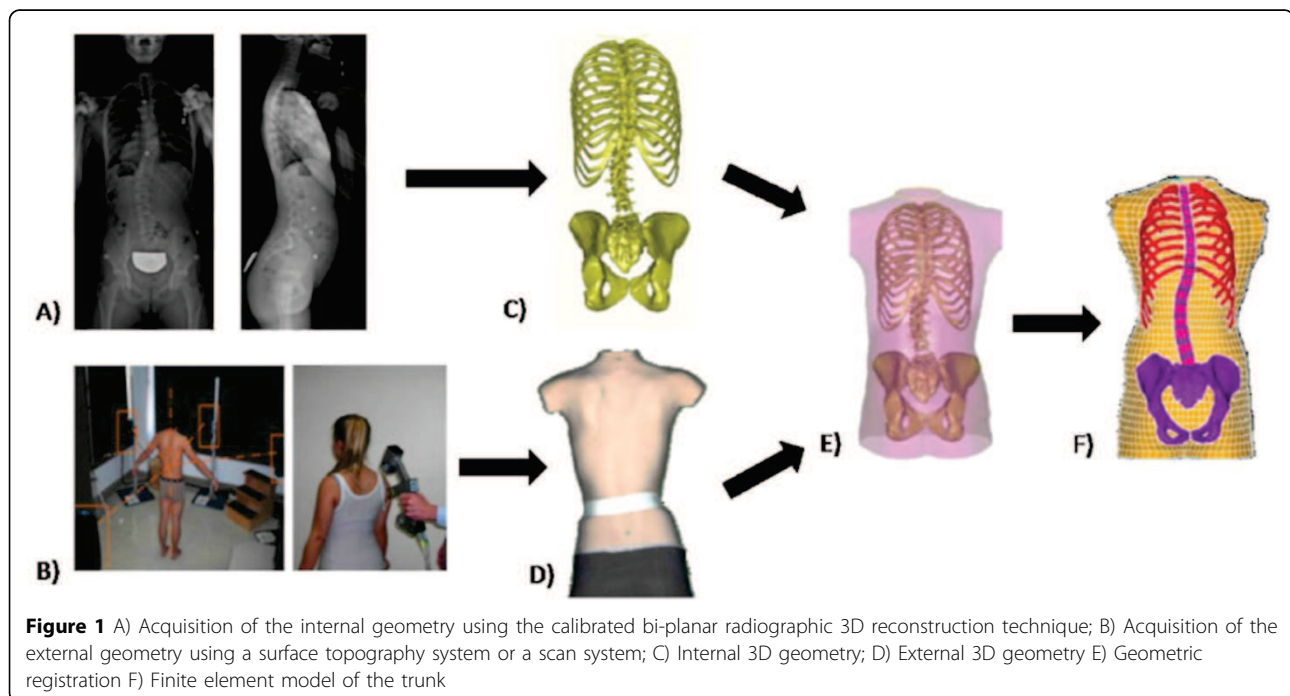 A)
C)
B)
D)
E)
F)
Figure 1 A) Acquisition of the internal geometry using the calibrated bi-planar radiographic 3D reconstruction technique; B) Acquisition of the
external geometry using a surface topography system or a scan system; C) Internal 3D geometry; D) External 3D geometry E) Geometric
registration F) Finite element model of the trunk